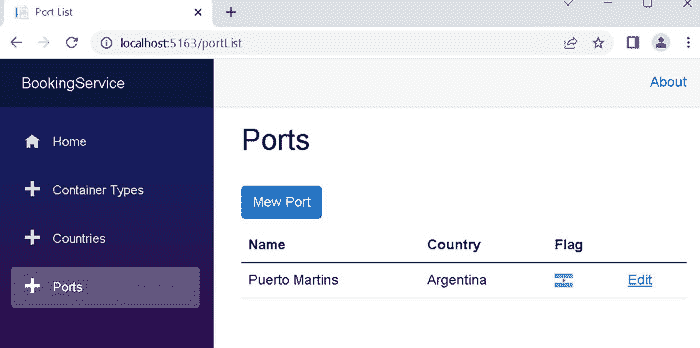 Port List
localhost:5163/portList
BookingService
About
Home
Container Types
Countries
Ports
Ports
Mew Port
Name Country Flag
Puerto Martins Argentina Edit